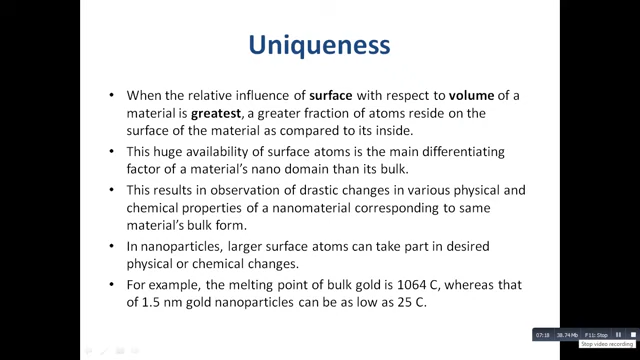 Uniqueness
• When the relative influence of surface with respect to volume of a
material is greatest, a greater fraction of atoms reside on the
surface of the material as compared to its inside.
• This huge availability of surface atoms is the main differentiating
factor of a material's nano domain than its bulk.
• This results in observation of drastic changes in various physical and
chemical properties of a nanomaterial corresponding to same
material's bulk form.
• In nanoparticles, larger surface atoms can take part in desired
physical or chemical changes.
• For example, the melting point of bulk gold is 1064 C, whereas that
of 1.5 nm gold nanoparticles can be as low as 25 C.
07:18 38.74 Mb F11: Stop
Stop video recording